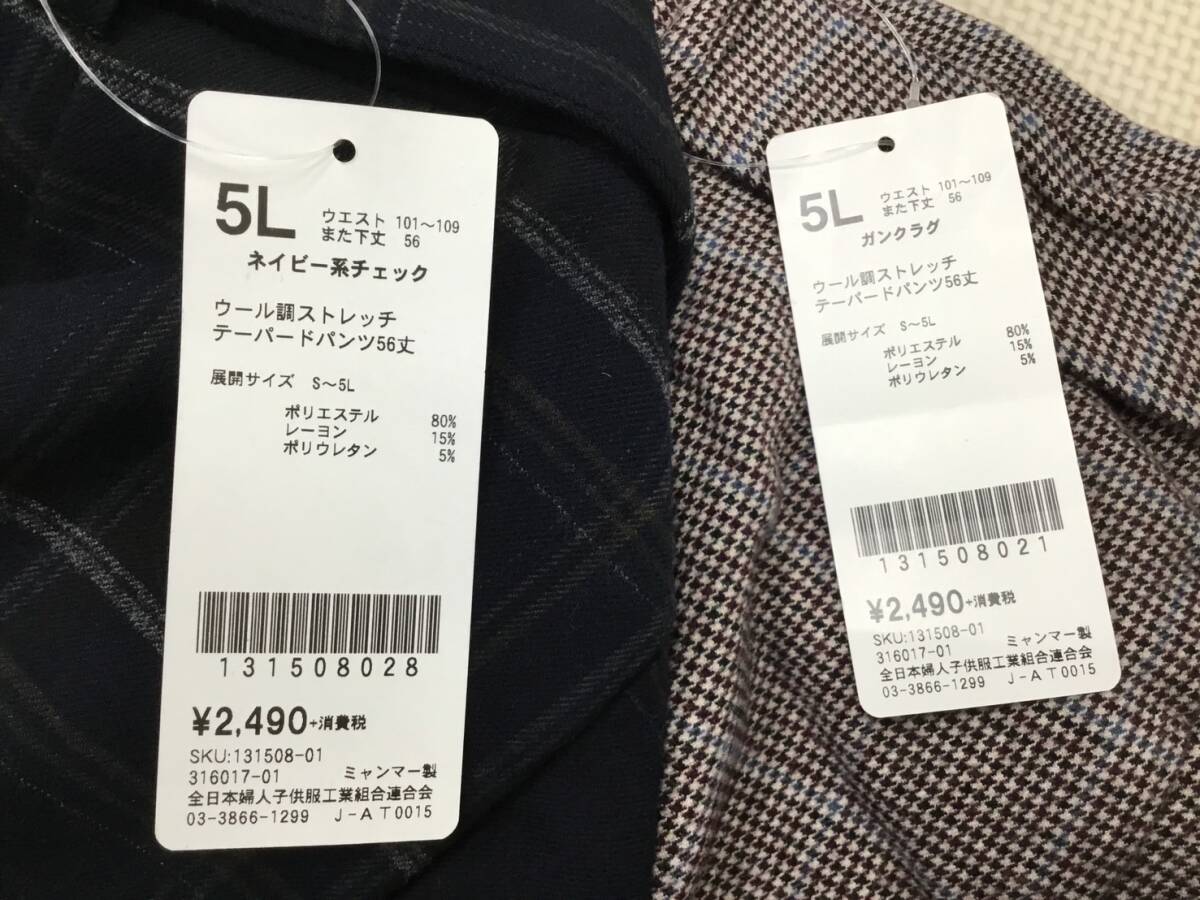 5L ウエスト 101〜109
また下丈 56
ネイビー系チェック
ウール調ストレッチ
テーパードパンツ56丈
展開サイズ S〜5L
ポリエステル 80%
レーヨン 15%
ポリウレタン 5%
131508028
¥2,490+消費税
SKU:131508-01
316017-01 ミャンマー製
全日本婦人子供服工業組合連合会
03-3866-1299 J-AT0015
5L ウエスト 101〜109
また下丈 56
ガンクラグ
ウール調ストレッチ
テーパードパンツ56丈
展開サイズ S〜5L
ポリエステル 80%
レーヨン 15%
ポリウレタン 5%
131508021
¥2,490+消費税
SKU:131508-01
316017-01 ミャンマー製
全日本婦人子供服工業組合連合会
03-3866-1299 J-AT0015